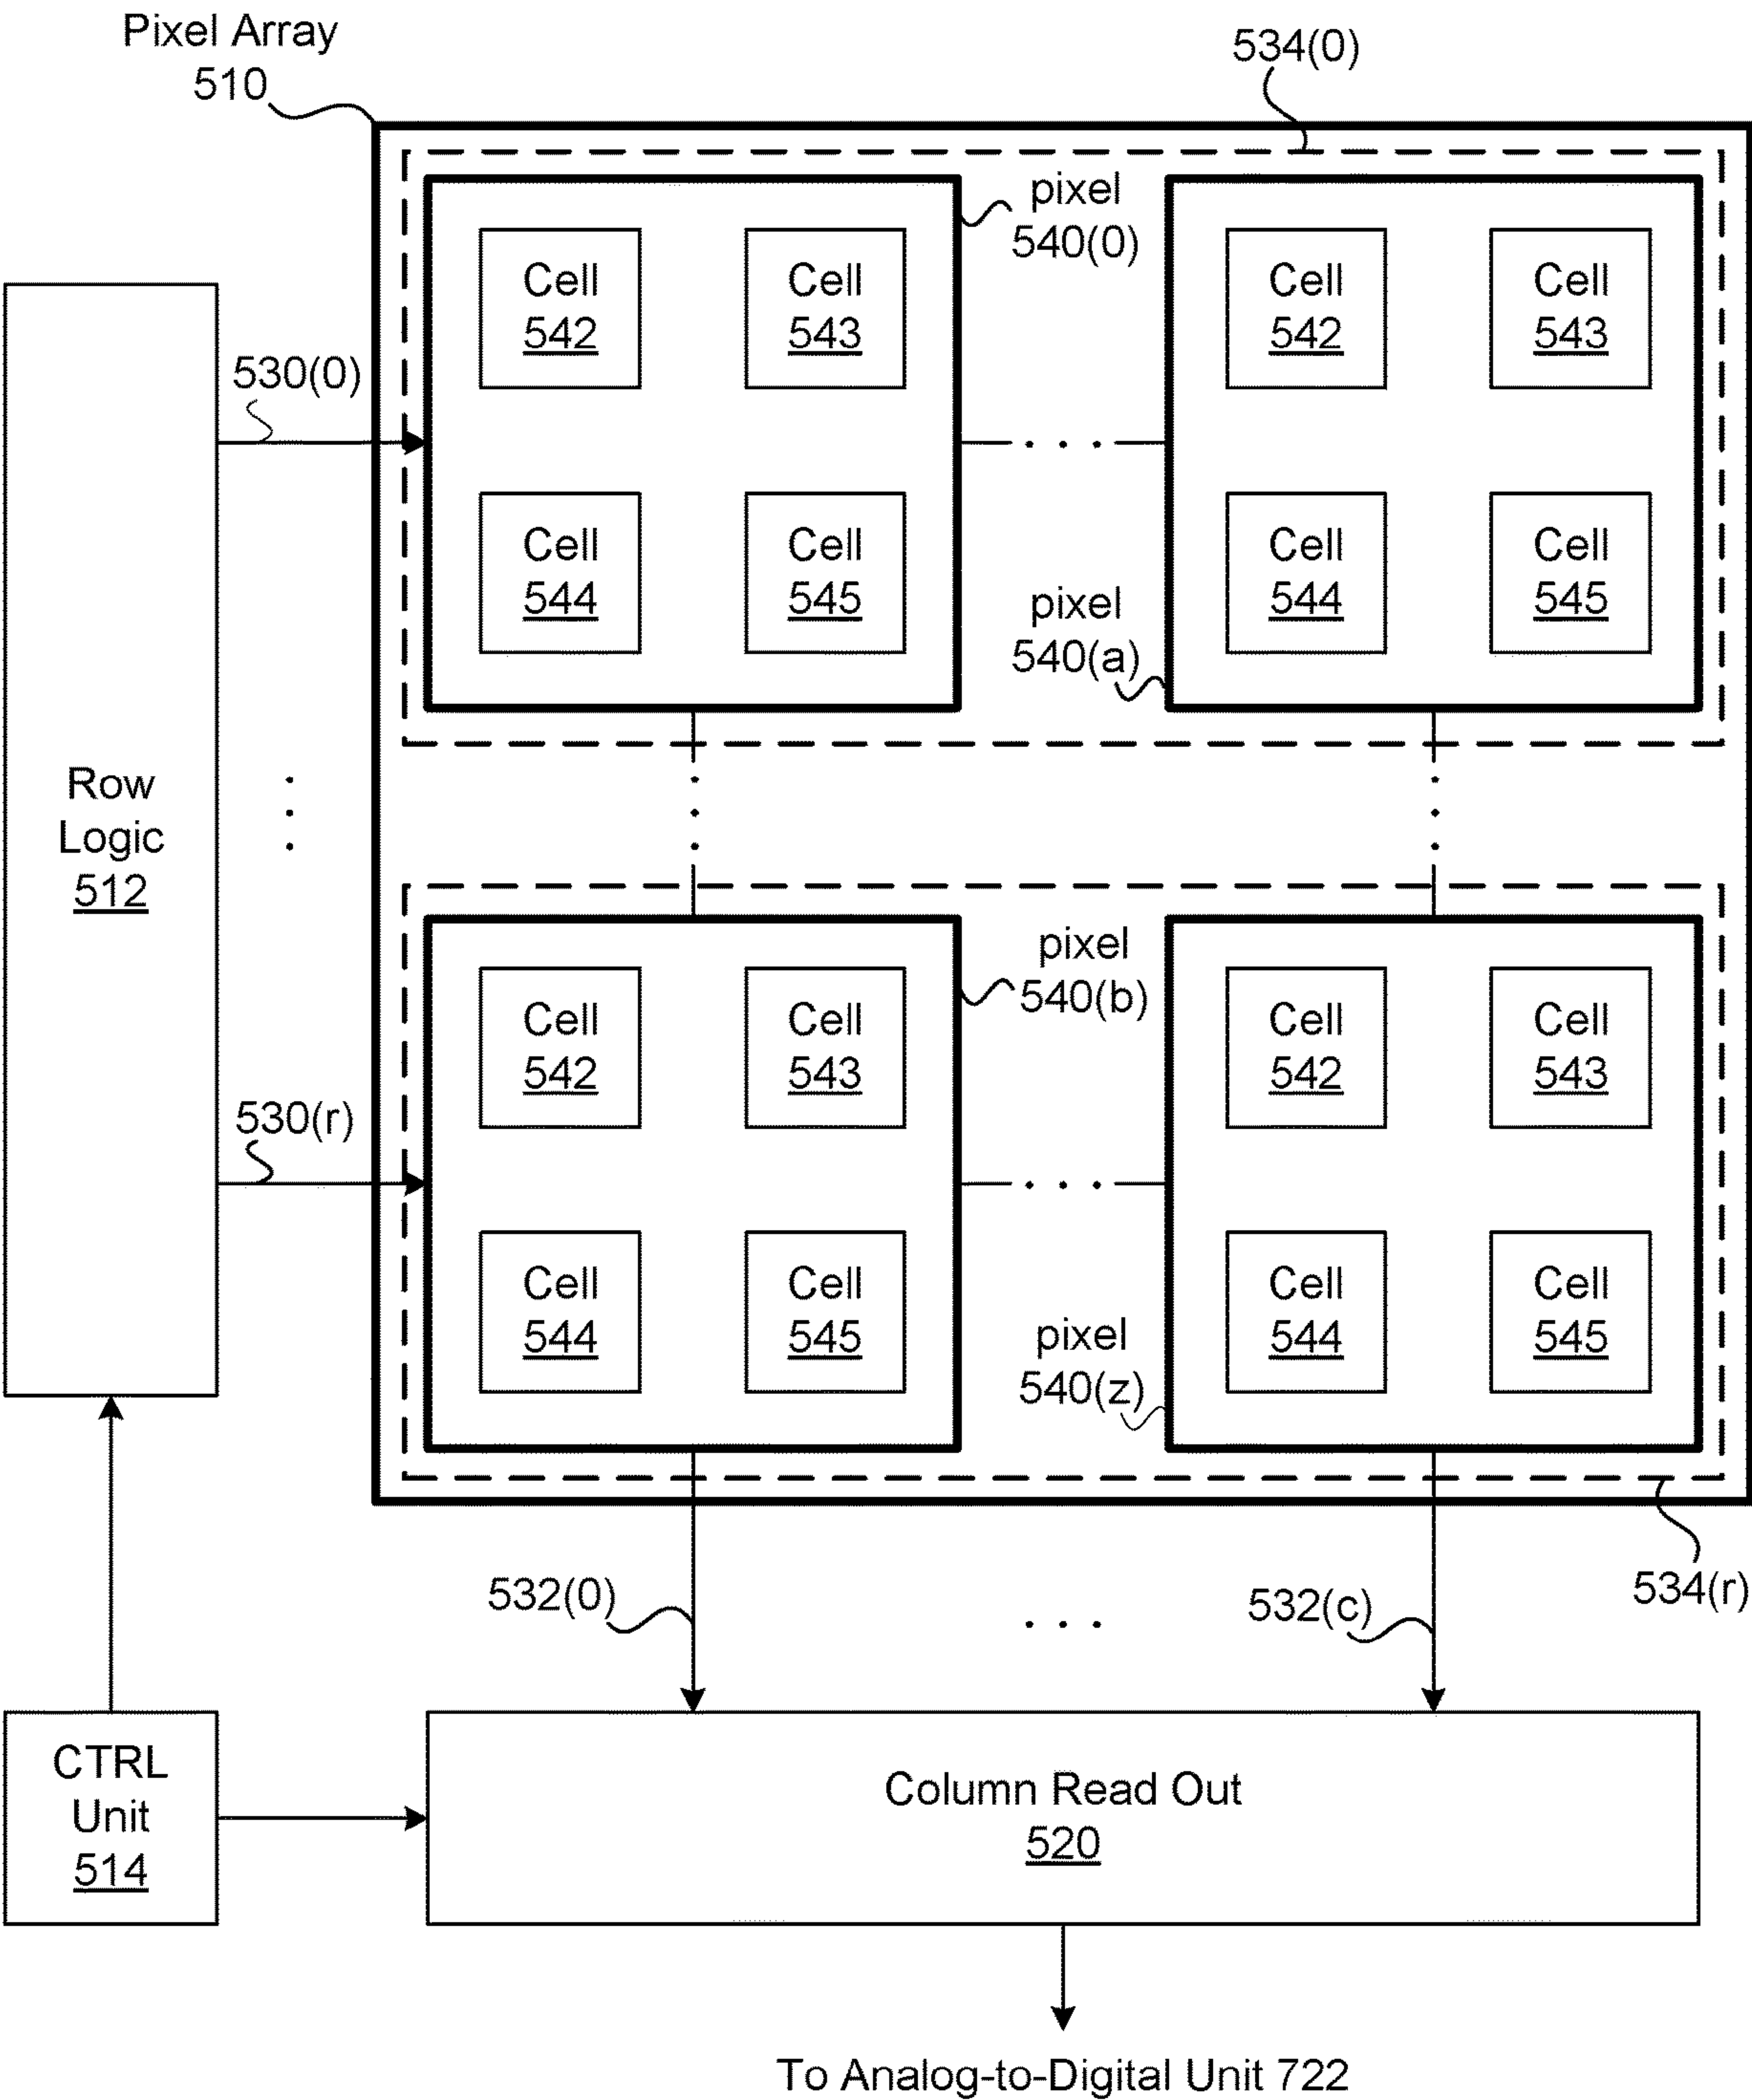 Pixel Array
510
534(0)
pixel
540(0)
Cell
542
Cell
543
Cell
542
Cell
543
530(0)
. . .
Cell
544
Cell
545
pixel
540(a)
Cell
544
Cell
545
Row
Logic
512
pixel
540(b)
Cell
542
Cell
543
Cell
542
Cell
543
530(r)
. . .
Cell
544
Cell
545
pixel
540(z)
Cell
544
Cell
545
532(0)
. . .
532(c)
534(r)
CTRL
Unit
514
Column Read Out
520
To Analog-to-Digital Unit 722